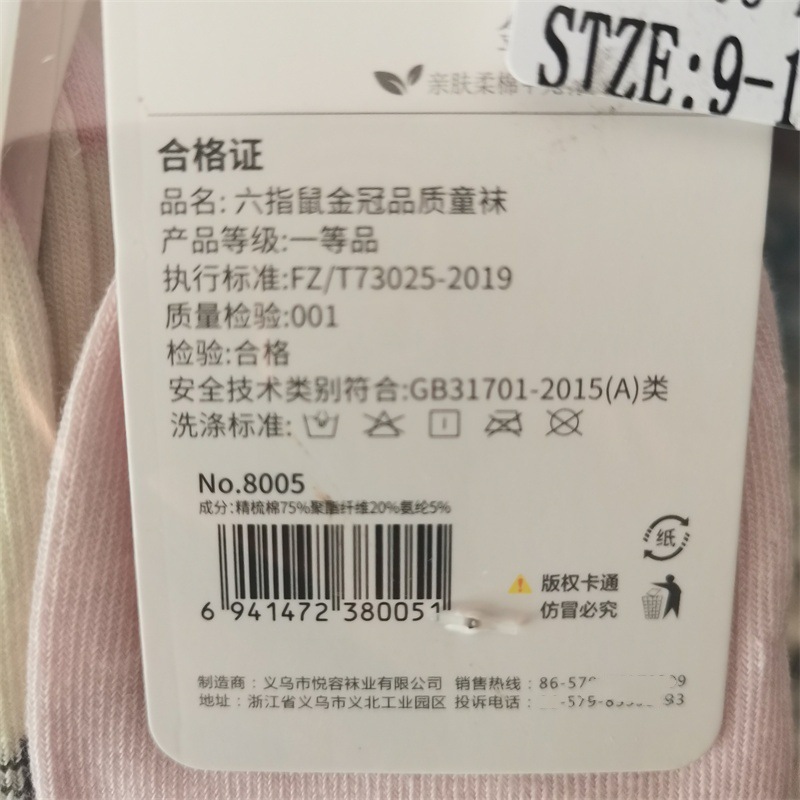 STZE:9-1
亲肤柔棉
合格证
品名: 六指鼠金冠品质童袜
产品等级:一等品
执行标准:FZ/T73025-2019
质量检验:001
检验:合格
安全技术类别符合:GB31701-2015(A)类
洗涤标准:
No.8005
成分:精梳棉75%聚酯纤维20%氨纶5%
纸
版权卡通
仿冒必究
6 941472 380051
制造商：义乌市悦容袜业有限公司 销售热线：86-57
地址：浙江省义乌市义北工业园区 投诉电话：